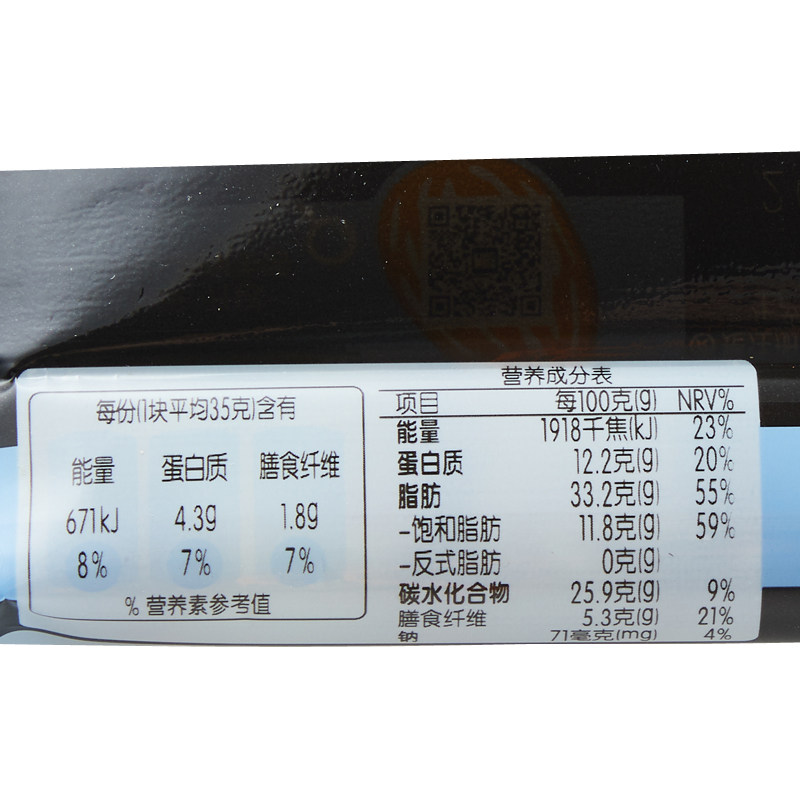 每份(1块平均35克)含有
能量 蛋白质 膳食纤维
671kJ 4.3g 1.8g
8% 7% 7%
% 营养素参考值
营养成分表
项目 每100克(g) NRV%
能量 1918千焦(kJ) 23%
蛋白质 12.2克(g) 20%
脂肪 33.2克(g) 55%
-饱和脂肪 11.8克(g) 59%
-反式脂肪 0克(g)
碳水化合物 25.9克(g) 9%
膳食纤维 5.3克(g) 21%
钠 71毫克(mg) 4%